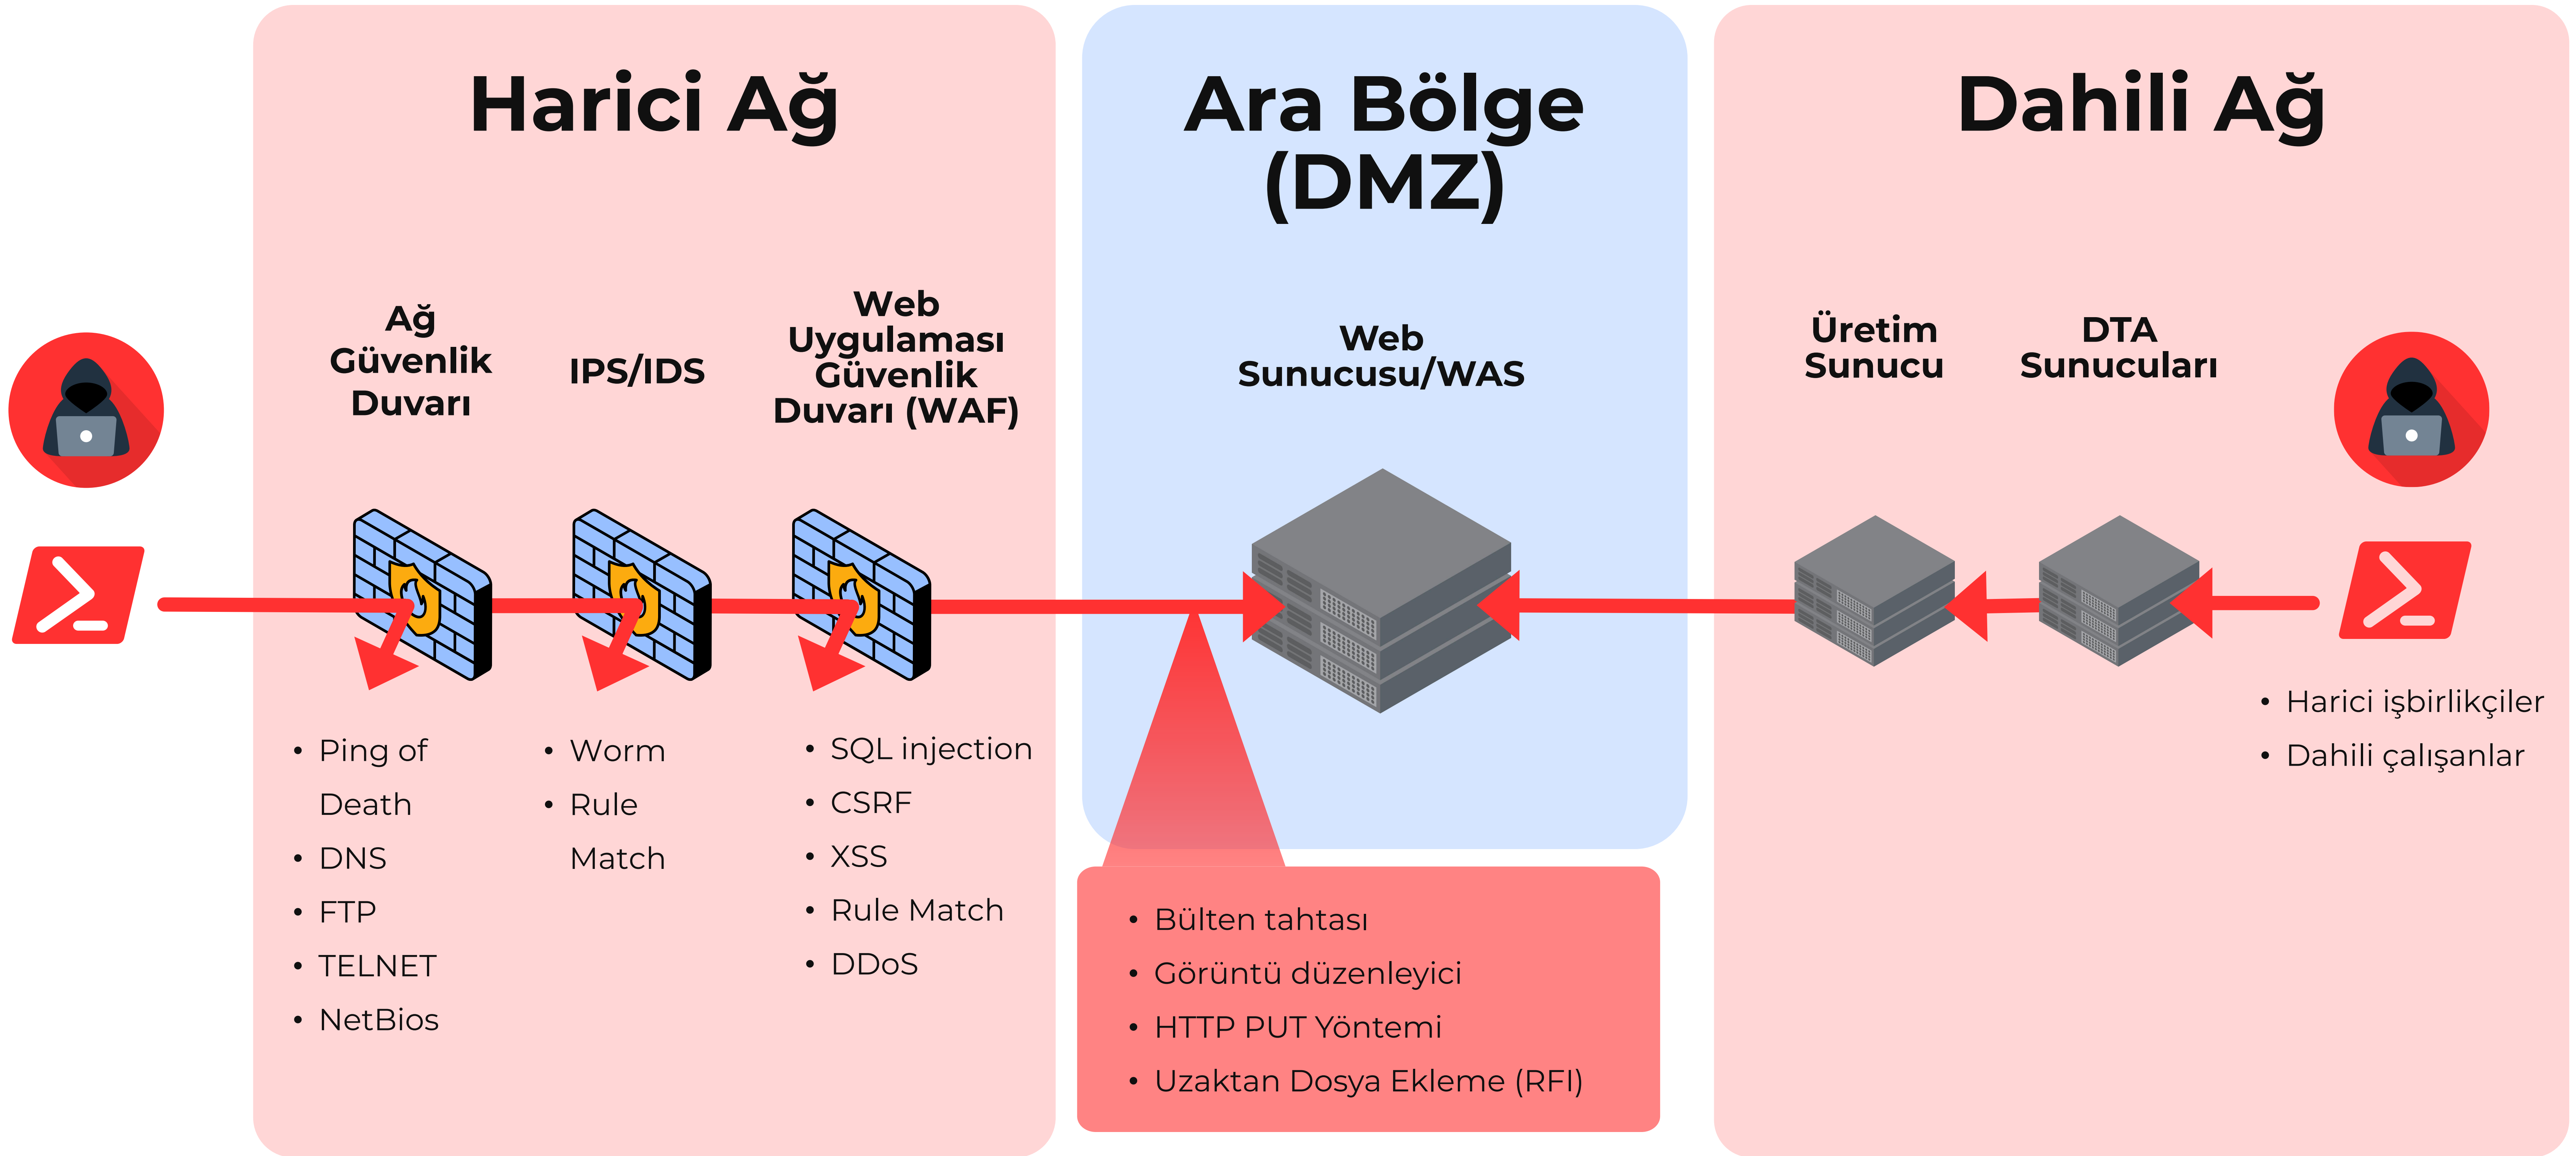 Harici Ağ
Ağ
Güvenlik
Duvarı
IPS/IDS
Web
Uygulaması
Güvenlik
Duvarı (WAF)
• Ping of
Death
• DNS
• FTP
• TELNET
• NetBios
• Worm
• Rule
Match
• SQL injection
• CSRF
• XSS
• Rule Match
• DDoS
Ara Bölge
(DMZ)
Web
Sunucusu/WAS
• Bülten tahtası
• Görüntü düzenleyici
• HTTP PUT Yöntemi
• Uzaktan Dosya Ekleme (RFI)
Dahili Ağ
Üretim
Sunucu
DTA
Sunucuları
• Harici işbirlikçiler
• Dahili çalışanlar